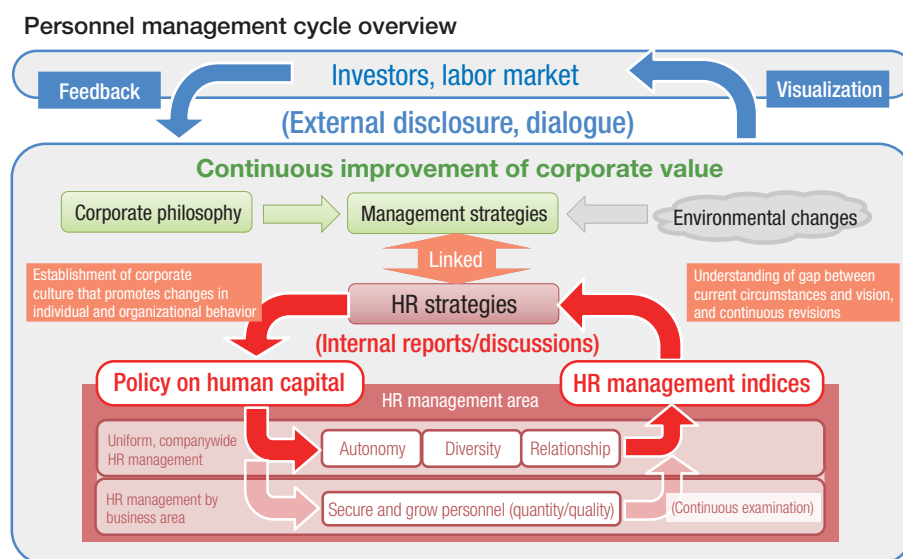 Personnel management cycle overview
Feedback
Investors, labor market
Visualization
(External disclosure, dialogue)
Continuous improvement of corporate value
Corporate philosophy
Management strategies
Environmental changes
Linked
Establishment of corporate
culture that promotes changes in
individual and organizational behavior
Understanding of gap between
current circumstances and vision,
and continuous revisions
HR strategies
(Internal reports/discussions)
Policy on human capital
HR management indices
HR management area
Uniform, companywide
HR management
Autonomy
Diversity
Relationship
HR management by
business area
Secure and grow personnel (quantity/quality)
(Continuous examination)